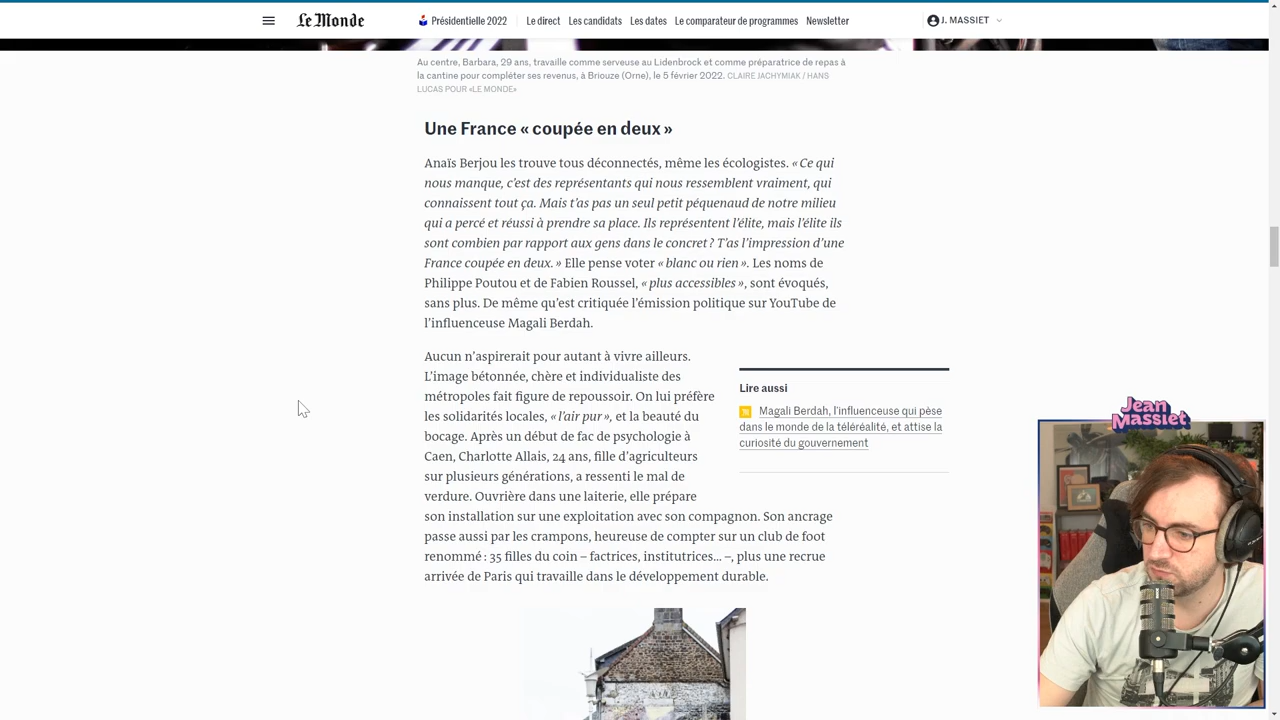 Le Monde
Présidentielle 2022
Le direct
Les candidats
Les dates
Le comparateur de programmes
Newsletter
J. MASSIET
Au centre, Barbara, 29 ans, travaille comme serveuse au Lidenbrock et comme préparatrice de repas à
la cantine pour compléter ses revenus, à Briouze (Orne), le 5 février 2022. CLAIRE JACHYMIAK / HANS
LUCAS POUR «LE MONDE»
Une France « coupée en deux »
Anaïs Berjou les trouve tous déconnectés, même les écologistes. « Ce qui
nous manque, c’est des représentants qui nous ressemblent vraiment, qui
connaissent tout ça. Mais t’as pas un seul petit péquenaud de notre milieu
qui a percé et réussi à prendre sa place. Ils représentent l’élite, mais l’élite ils
sont combien par rapport aux gens dans le concret ? T’as l’impression d’une
France coupée en deux. » Elle pense voter « blanc ou rien ». Les noms de
Philippe Poutou et de Fabien Roussel, « plus accessibles », sont évoqués,
sans plus. De même qu’est critiquée l’émission politique sur YouTube de
l’influenceuse Magali Berdah.
Aucun n’aspirerait pour autant à vivre ailleurs.
L’image bétonnée, chère et individualiste des
métropoles fait figure de repoussoir. On lui préfère
les solidarités locales, « l’air pur », et la beauté du
bocage. Après un début de fac de psychologie à
Caen, Charlotte Allais, 24 ans, fille d’agriculteurs
sur plusieurs générations, a ressenti le mal de
verdure. Ouvrière dans une laiterie, elle prépare
son installation sur une exploitation avec son compagnon. Son ancrage
passe aussi par les crampons, heureuse de compter sur un club de foot
renommé : 35 filles du coin – factrices, institutrices… –, plus une recrue
arrivée de Paris qui travaille dans le développement durable.
Lire aussi
Magali Berdah, l’influenceuse qui pèse
dans le monde de la téléréalité, et attise la
curiosité du gouvernement
Jean
Massiet